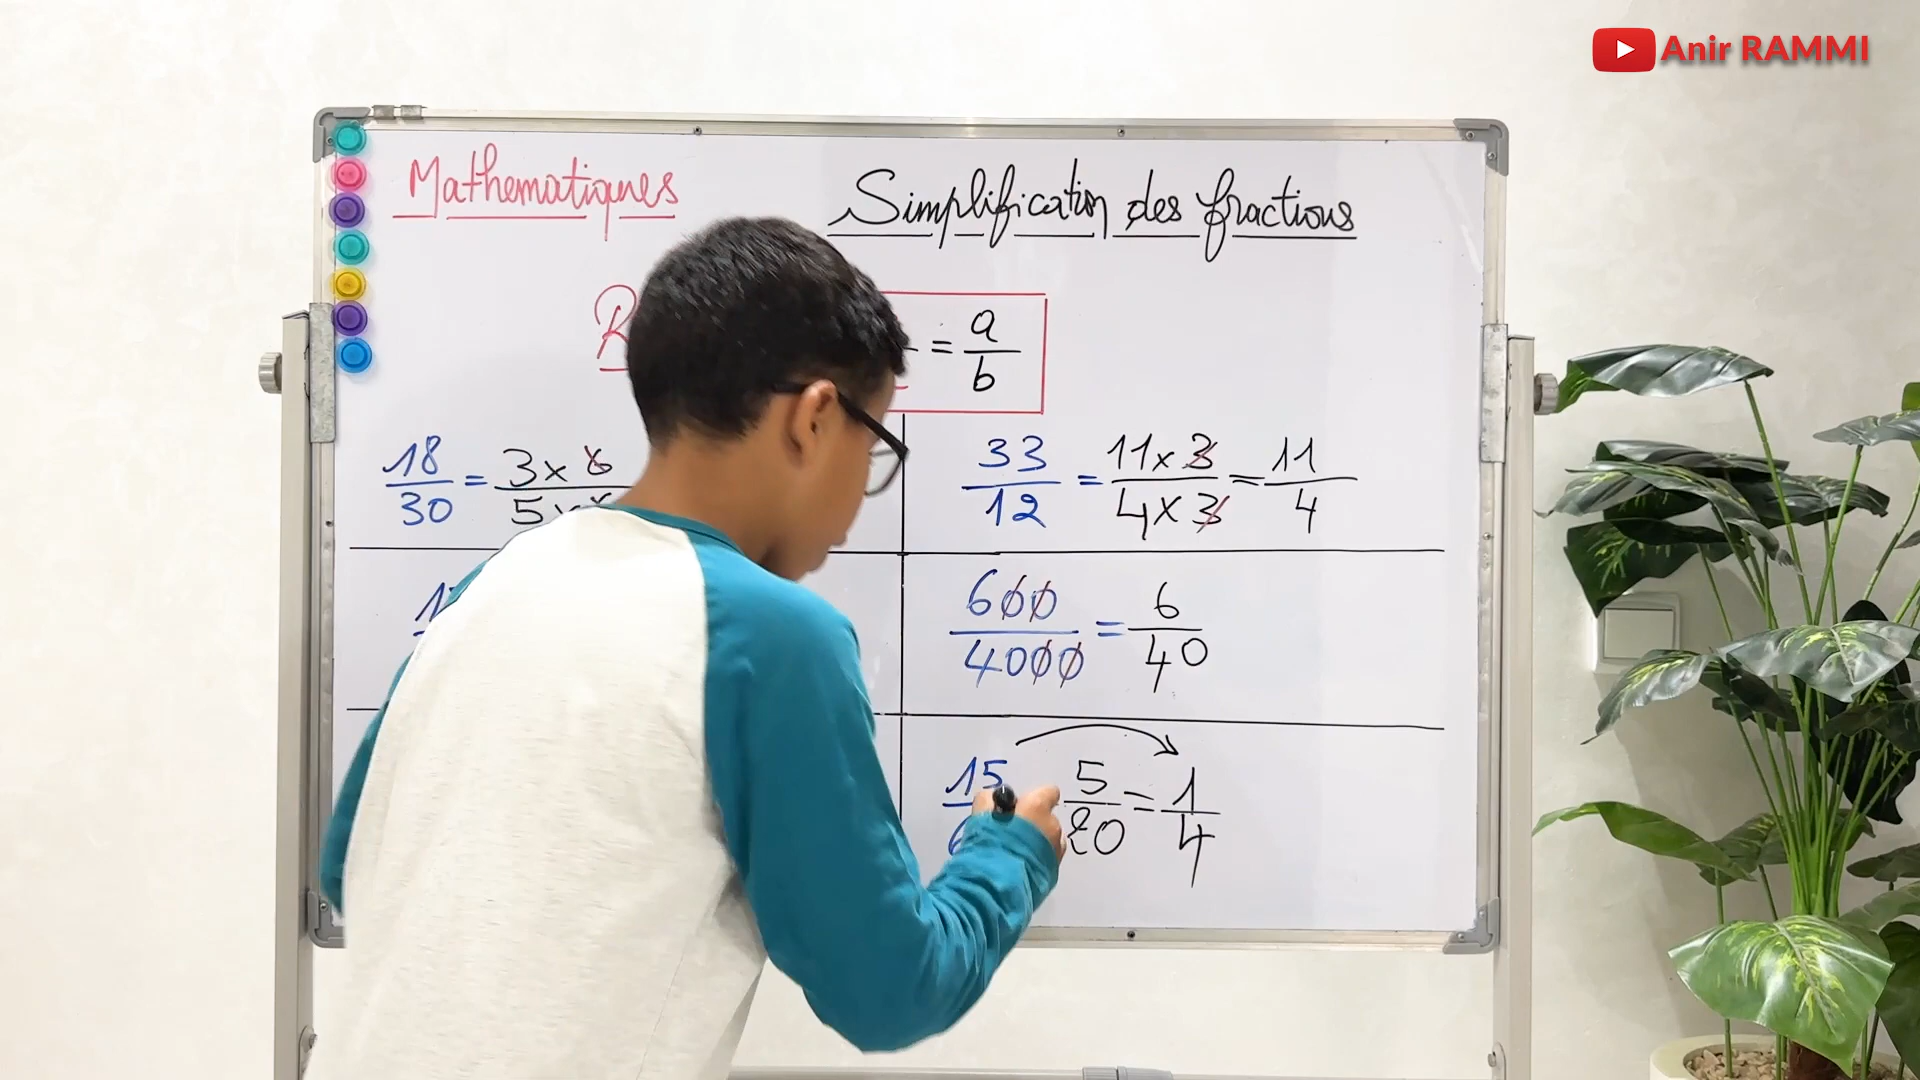 Anir RAMMI
Mathematiques
Simplification des fractions
= a/b
18/30 = 3 x 6/5 x
33/12 = 11 x 3/4 x 3 = 11/4
600/4000 = 6/40
15/6 5/20 = 1/4